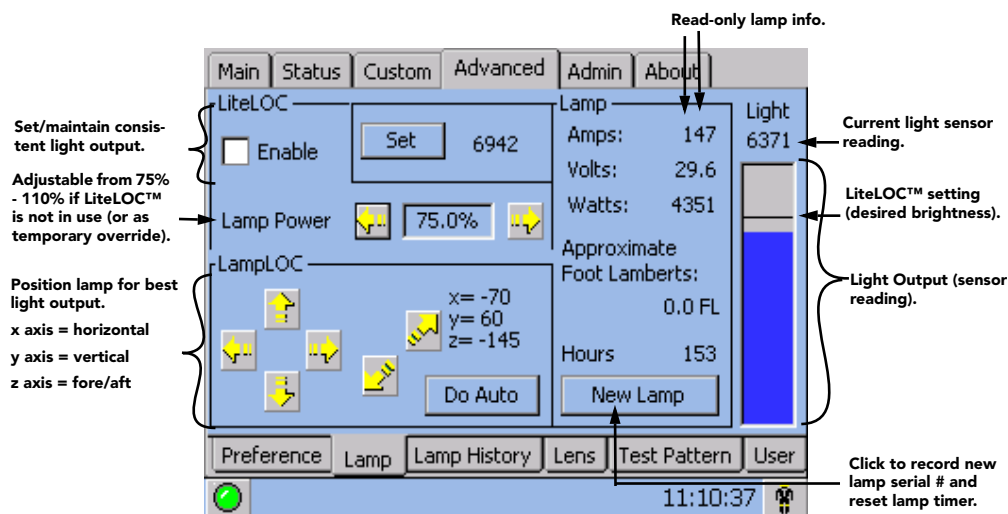 Read-only lamp info.
Main Status Custom Advanced Admin About
LiteLOC
Enable
Set 6942
Lamp Power 75.0%
LampLOC
x= -70
y= 60
z= -145
Do Auto
Lamp
Amps: 147
Volts: 29.6
Watts: 4351
Approximate
Foot Lamberts:
0.0 FL
Hours 153
New Lamp
Light
6371
Preference Lamp Lamp History Lens Test Pattern User
11:10:37
Set/maintain consis-
tent light output.
Adjustable from 75%
- 110% if LiteLOC™
is not in use (or as
temporary override).
Position lamp for best
light output.
x axis = horizontal
y axis = vertical
z axis = fore/aft
Current light sensor
reading.
LiteLOC™ setting
(desired brightness).
Light Output (sensor
reading).
Click to record new
lamp serial # and
reset lamp timer.